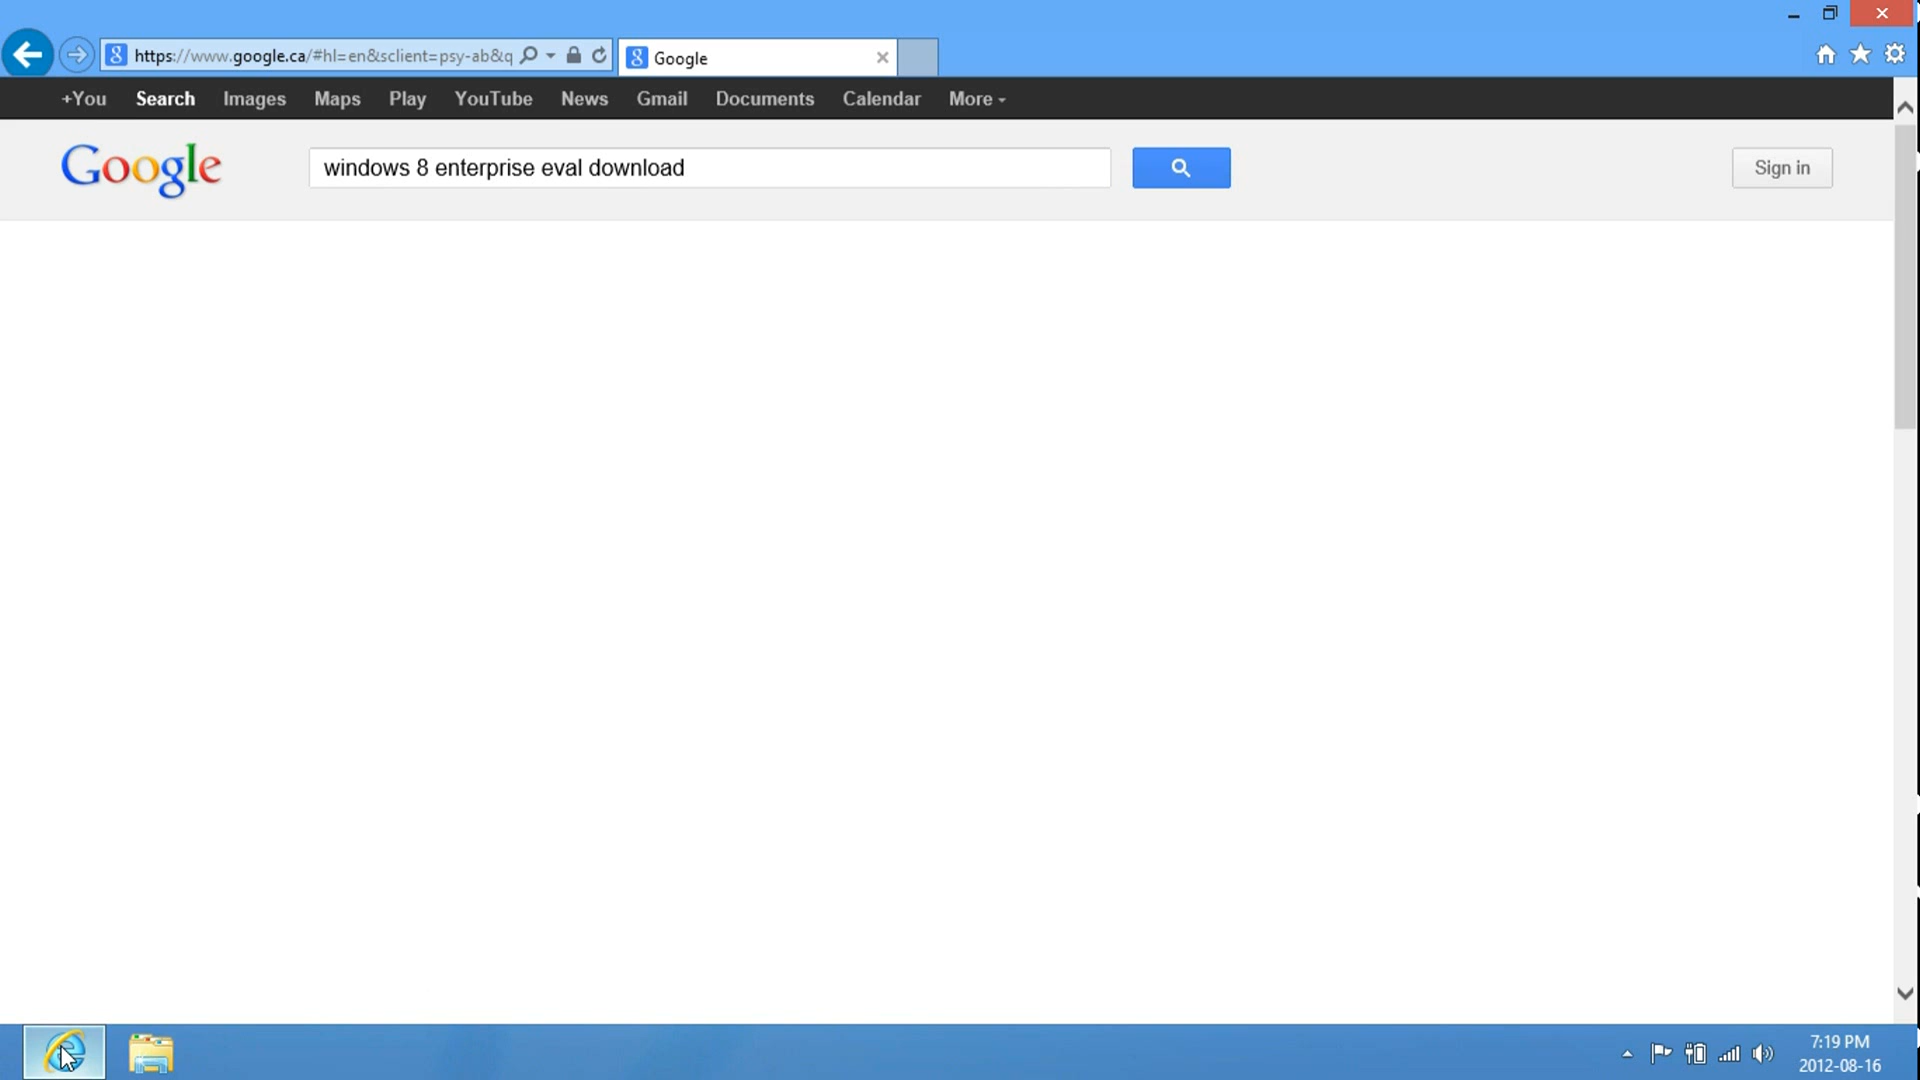 https://www.google.ca/#hl=en&sclient=psy-ab&q
Google
+You Search Images Maps Play YouTube News Gmail Documents Calendar More
Google
windows 8 enterprise eval download
Sign in
7:19 PM
2012-08-16